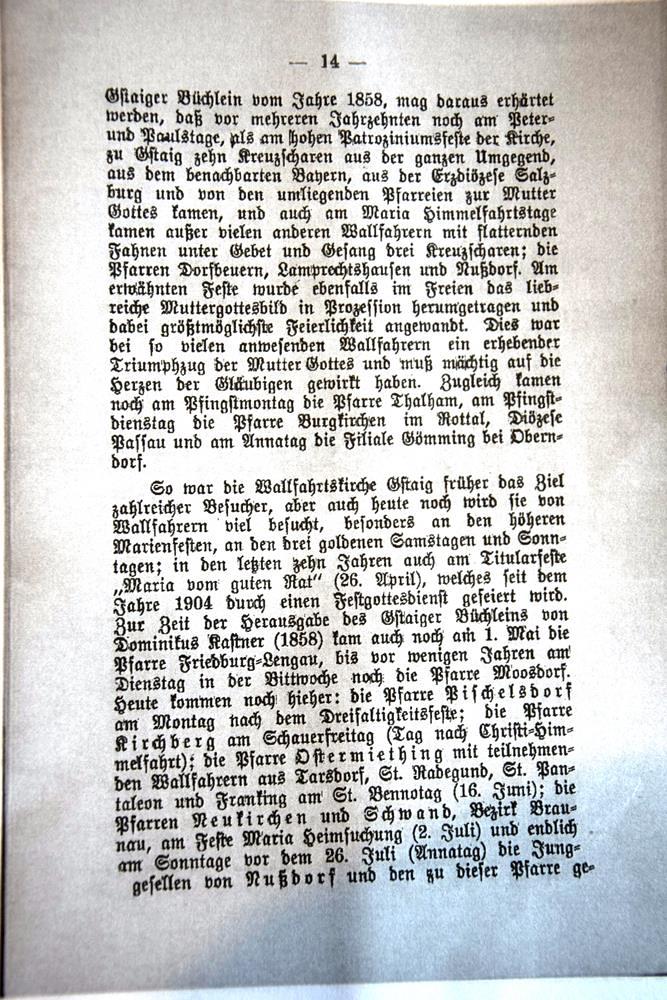 — 14 —
Gstaiger Büchlein vom Jahre 1858, mag daraus erhärtet
werden, daß vor mehreren Jahrzehnten noch am Peter-
und Paulstage, als am hohen Patroziniumsfeste der Kirche,
zu Gstaig zehn Kreuzscharen aus der ganzen Umgegend,
aus dem benachbarten Bayern, aus der Erzdiözese Salz-
burg und von den umliegenden Pfarreien zur Mutter
Gottes kamen, und auch am Maria Himmelfahrtstage
kamen außer vielen anderen Wallfahrern mit flatternden
Fahnen unter Gebet und Gesang drei Kreuzscharen; die
Pfarren Dorfbeuern, Lamprechtshausen und Nußdorf. Am
erwähnten Feste wurde ebenfalls im Freien das lieb-
reiche Muttergottesbild in Prozession herumgetragen und
dabei größtmöglichste Feierlichkeit angewandt. Dies war
bei so vielen anwesenden Wallfahrern ein erhebender
Triumphzug der Mutter Gottes und muß mächtig auf die
Herzen der Gläubigen gewirkt haben. Zugleich kamen
noch am Pfingstmontag die Pfarre Thalham, am Pfingst-
dienstag die Pfarre Burgkirchen im Rottal, Diözese
Passau und am Annatag die Filiale Gömming bei Obern-
dorf.
So war die Wallfahrtskirche Gstaig früher das Ziel
zahlreicher Besucher, aber auch heute noch wird sie von
Wallfahrern viel besucht, besonders an den höheren
Marienfesten, an den drei goldenen Samstagen und Sonn-
tagen; in den letzten zehn Jahren auch am Titularfeste
„Maria vom guten Rat“ (26. April), welches seit dem
Jahre 1904 durch einen Festgottesdienst gefeiert wird.
Zur Zeit der Herausgabe des Gstaiger Büchleins von
Dominikus Kastner (1858) kam auch noch am 1. Mai die
Pfarre Friedburg-Lengau, bis vor wenigen Jahren am
Dienstag in der Bittwoche noch die Pfarre Moosdorf.
Heute kommen noch hieher: die Pfarre Pischelsdorf
am Montag nach dem Dreifaltigkeitsfeste; die Pfarre
Kirchberg am Schauerfreitag (Tag nach Christi-Him-
melfahrt); die Pfarre Ostermiething mit teilnehmen-
den Wallfahrern aus Tarsdorf, St. Radegund, St. Pan-
taleon und Franking am St. Bennotag (16. Juni); die
Pfarren Neukirchen und Schwand, Bezirk Brau-
nau, am Feste Maria Heimsuchung (2. Juli) und endlich
am Sonntage vor dem 26. Juli (Annatag) die Jung-
gesellen von Nußdorf und den zu dieser Pfarre ge-